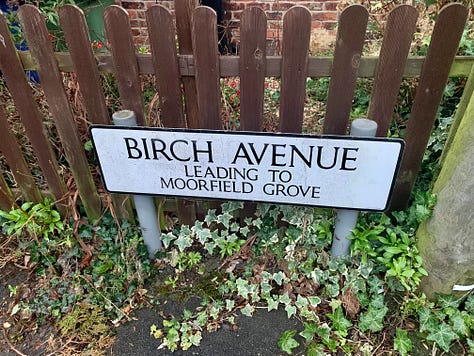 BIRCH AVENUE
LEADING TO
MOORFIELD GROVE